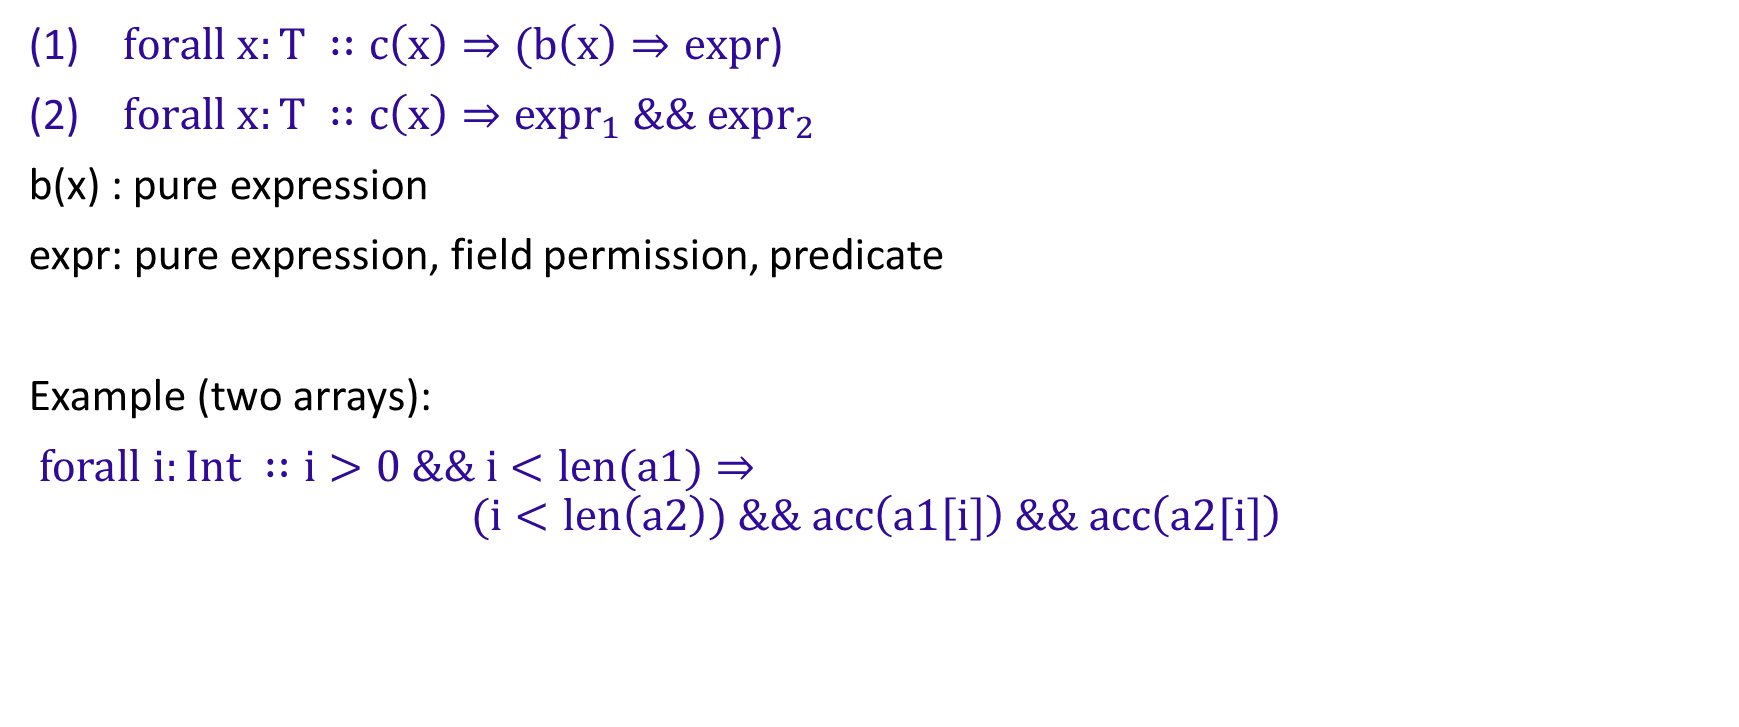 (1) forall x: T :: c(x) ⇒ (b(x) ⇒ expr)
(2) forall x: T :: c(x) ⇒ expr₁ && expr₂
b(x) : pure expression
expr: pure expression, field permission, predicate
Example (two arrays):
forall i: Int :: i > 0 && i < len(a1) ⇒
(i < len(a2)) && acc(a1[i]) && acc(a2[i])